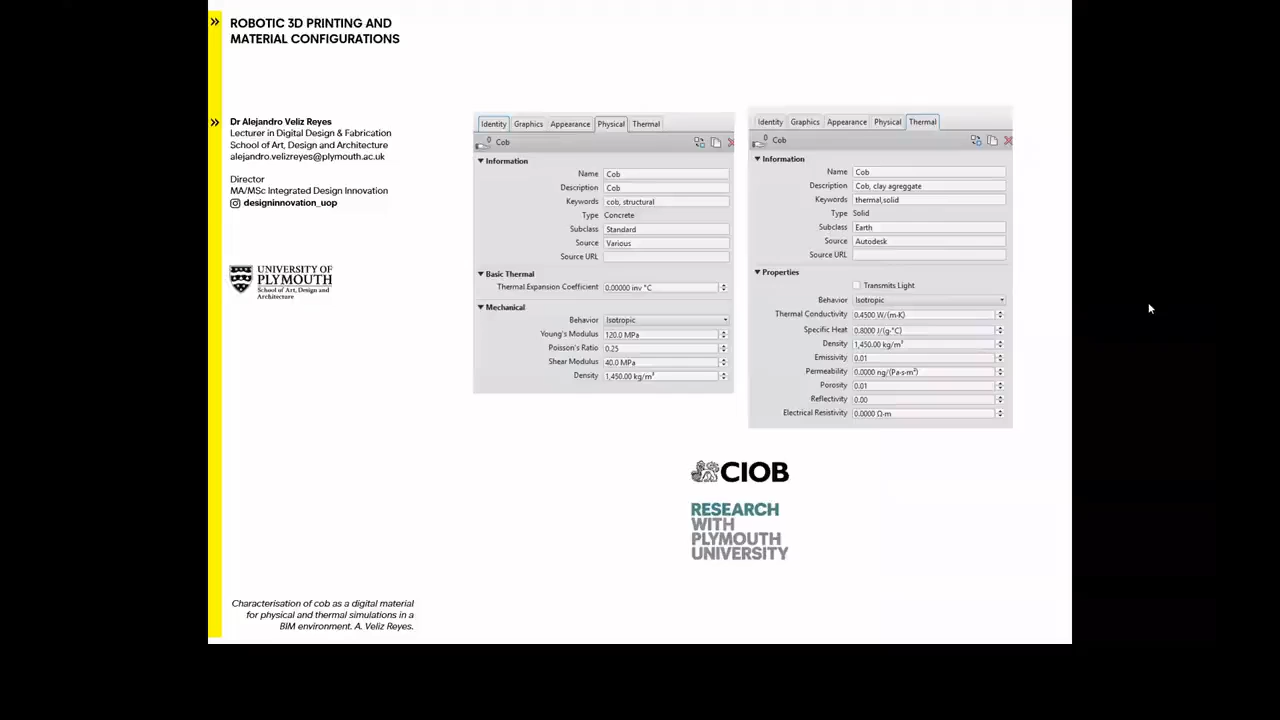 ROBOTIC 3D PRINTING AND
MATERIAL CONFIGURATIONS
Dr Alejandro Veliz Reyes
Lecturer in Digital Design & Fabrication
School of Art, Design and Architecture
alejandro.velizreyes@plymouth.ac.uk
Director
MA/MSc Integrated Design Innovation
designinnovation_uop
UNIVERSITY OF
PLYMOUTH
School of Art, Design and
Architecture
Identity Graphics Appearance Physical Thermal
0
Cob
Information
Name Cob
Description Cob
Keywords cob, structural
Type Concrete
Subclass Standard
Source Various
Source URL
Basic Thermal
Thermal Expansion Coefficient 0.00000 inv °C
Mechanical
Behavior Isotropic
Young's Modulus 120.0 MPa
Poisson's Ratio 0.25
Shear Modulus 40.0 MPa
Density 1,450.00 kg/m³
Identity Graphics Appearance Physical Thermal
0
Cob
Information
Name Cob
Description Cob, clay agreggate
Keywords thermal,solid
Type Solid
Subclass Earth
Source Autodesk
Source URL
Properties
Transmits Light
Behavior Isotropic
Thermal Conductivity 0.4500 W/(m·K)
Specific Heat 0.8000 J/(g·°C)
Density 1,450.00 kg/m³
Emissivity 0.01
Permeability 0.0000 ng/(Pa·s·m²)
Porosity 0.01
Reflectivity 0.00
Electrical Resistivity 0.0000 Ω·m
CIOB
RESEARCH
WITH
PLYMOUTH
UNIVERSITY
Characterisation of cob as a digital material
for physical and thermal simulations in a
BIM environment. A. Veliz Reyes.